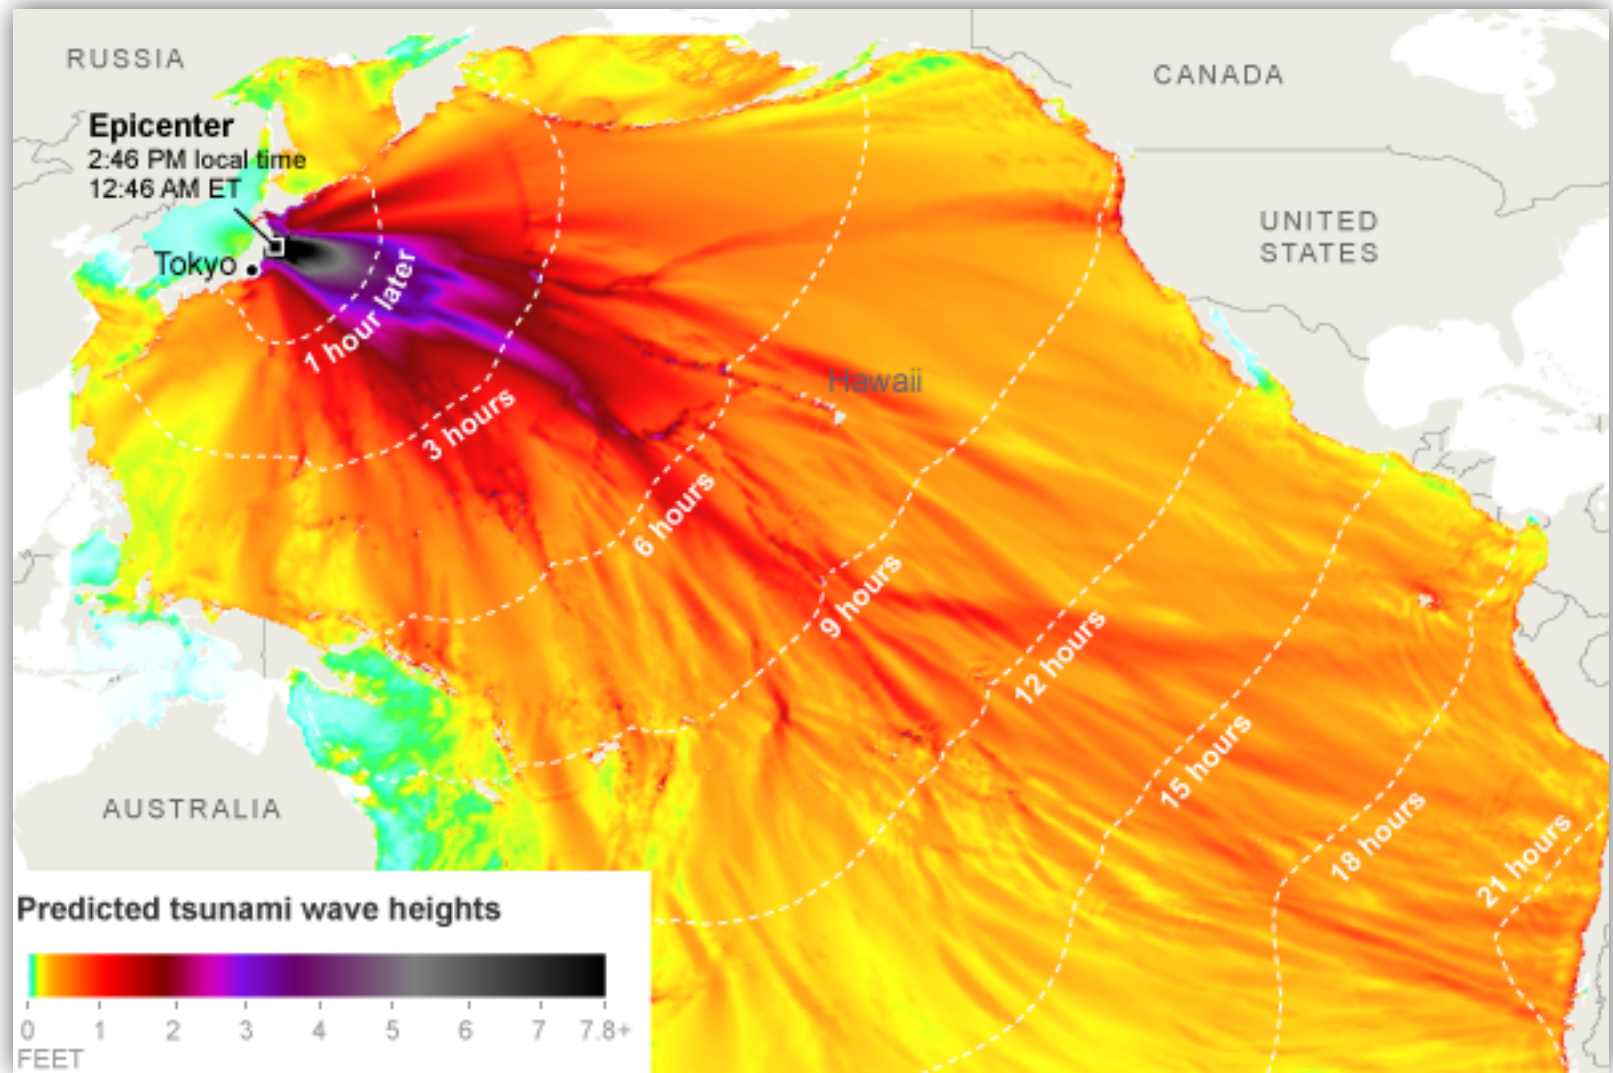 RUSSIA
CANADA
Epicenter
2:46 PM local time
12:46 AM ET
Tokyo
UNITED
STATES
1 hour later
Hawaii
3 hours
6 hours
9 hours
12 hours
15 hours
18 hours
21 hours
AUSTRALIA
Predicted tsunami wave heights
0 1 2 3 4 5 6 7 7.8+
FEET